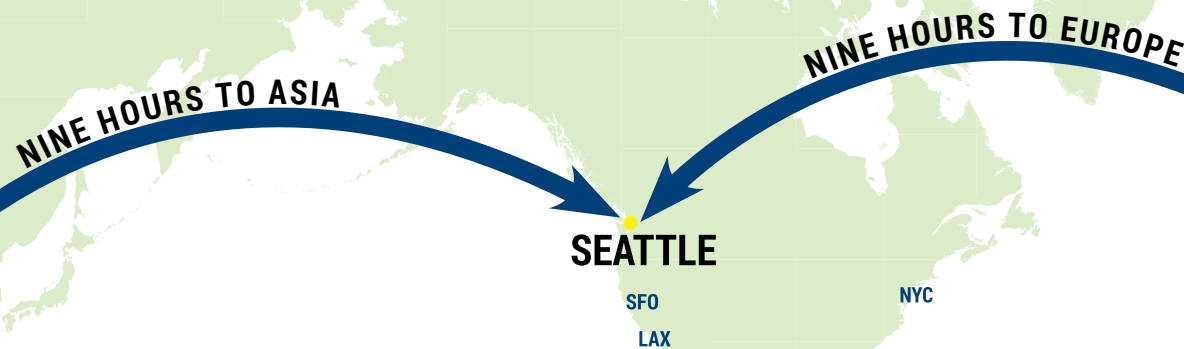 NINE HOURS TO ASIA
NINE HOURS TO EUROPE
SEATTLE
SFO
NYC
LAX